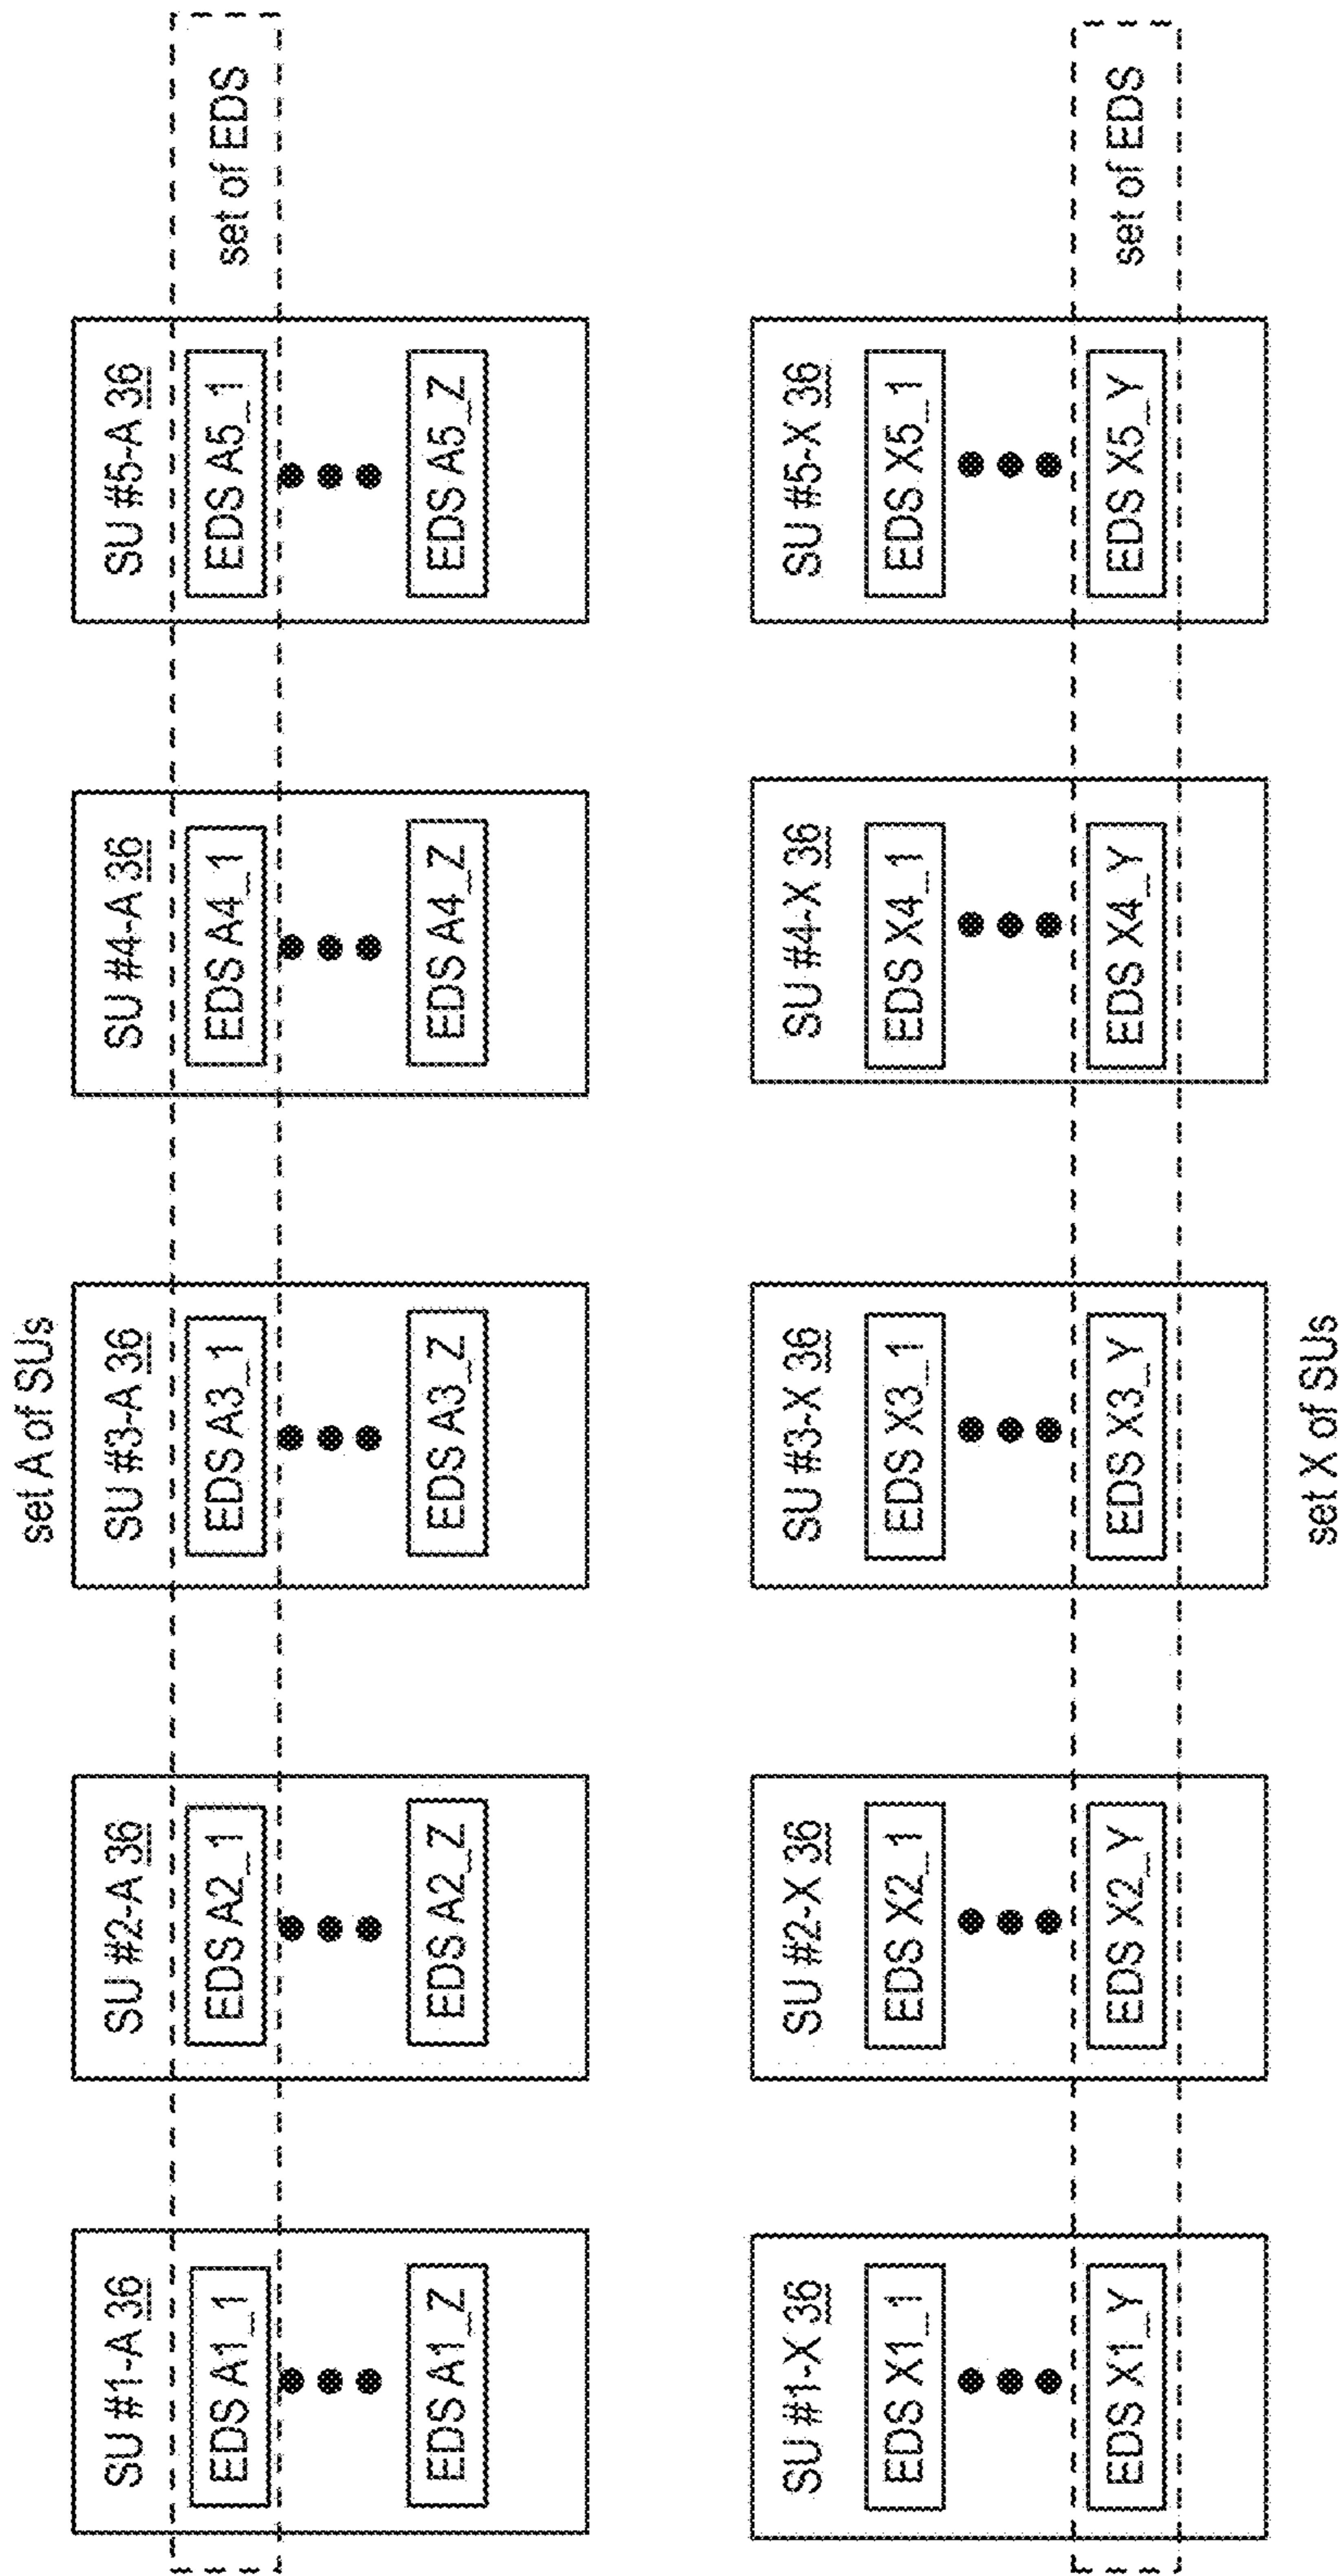 set A of SUs
SU #1-A 36
EDS A1_1
EDS A1_Z
SU #2-A 36
EDS A2_1
EDS A2_Z
SU #3-A 36
EDS A3_1
EDS A3_Z
SU #4-A 36
EDS A4_1
EDS A4_Z
SU #5-A 36
EDS A5_1
EDS A5_Z
set of EDS
SU #1-X 36
EDS X1_1
EDS X1_Y
SU #2-X 36
EDS X2_1
EDS X2_Y
SU #3-X 36
EDS X3_1
EDS X3_Y
SU #4-X 36
EDS X4_1
EDS X4_Y
SU #5-X 36
EDS X5_1
EDS X5_Y
set of EDS
set X of SUs